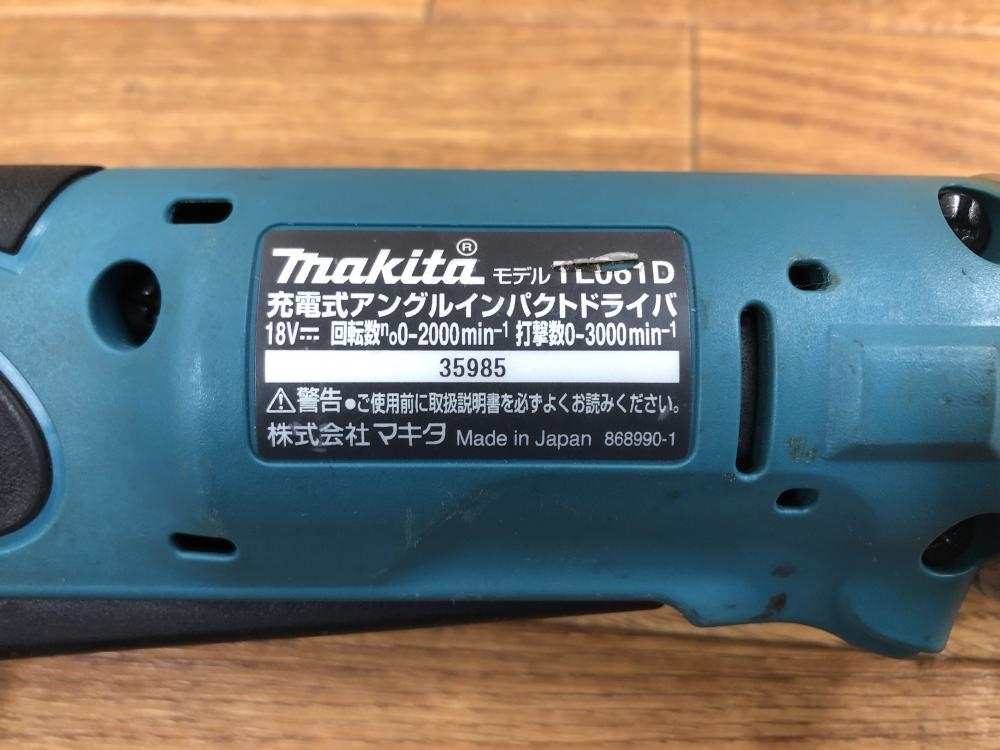 makita® モデル TL061D
充電式アングルインパクトドライバ
18V⎓ 回転数n₀0-2000min⁻¹ 打撃数0-3000min⁻¹
35985
⚠警告 ●ご使用前に取扱説明書を必ずよくお読みください。
株式会社 マキタ Made in Japan 868990-1